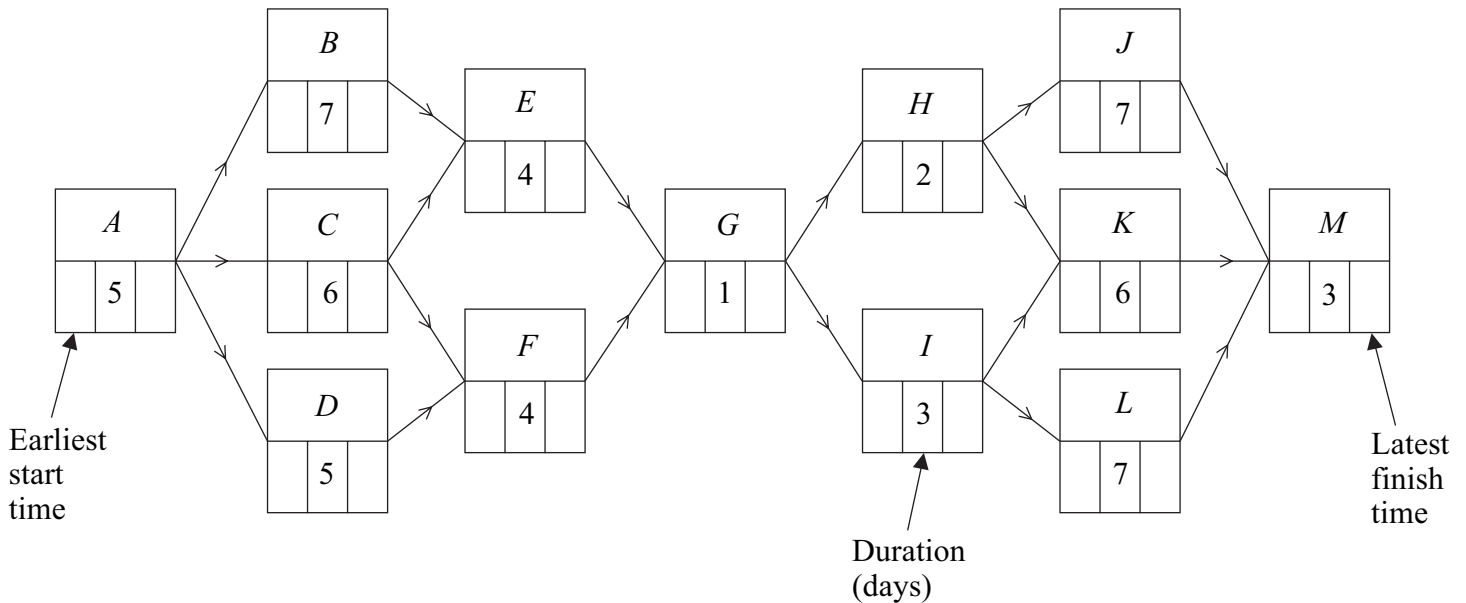 B
7
E
4
A
5
C
6
D
5
F
4
G
1
H
2
I
3
J
7
K
6
L
7
M
3
Earliest
start
time
Duration
(days)
Latest
finish
time